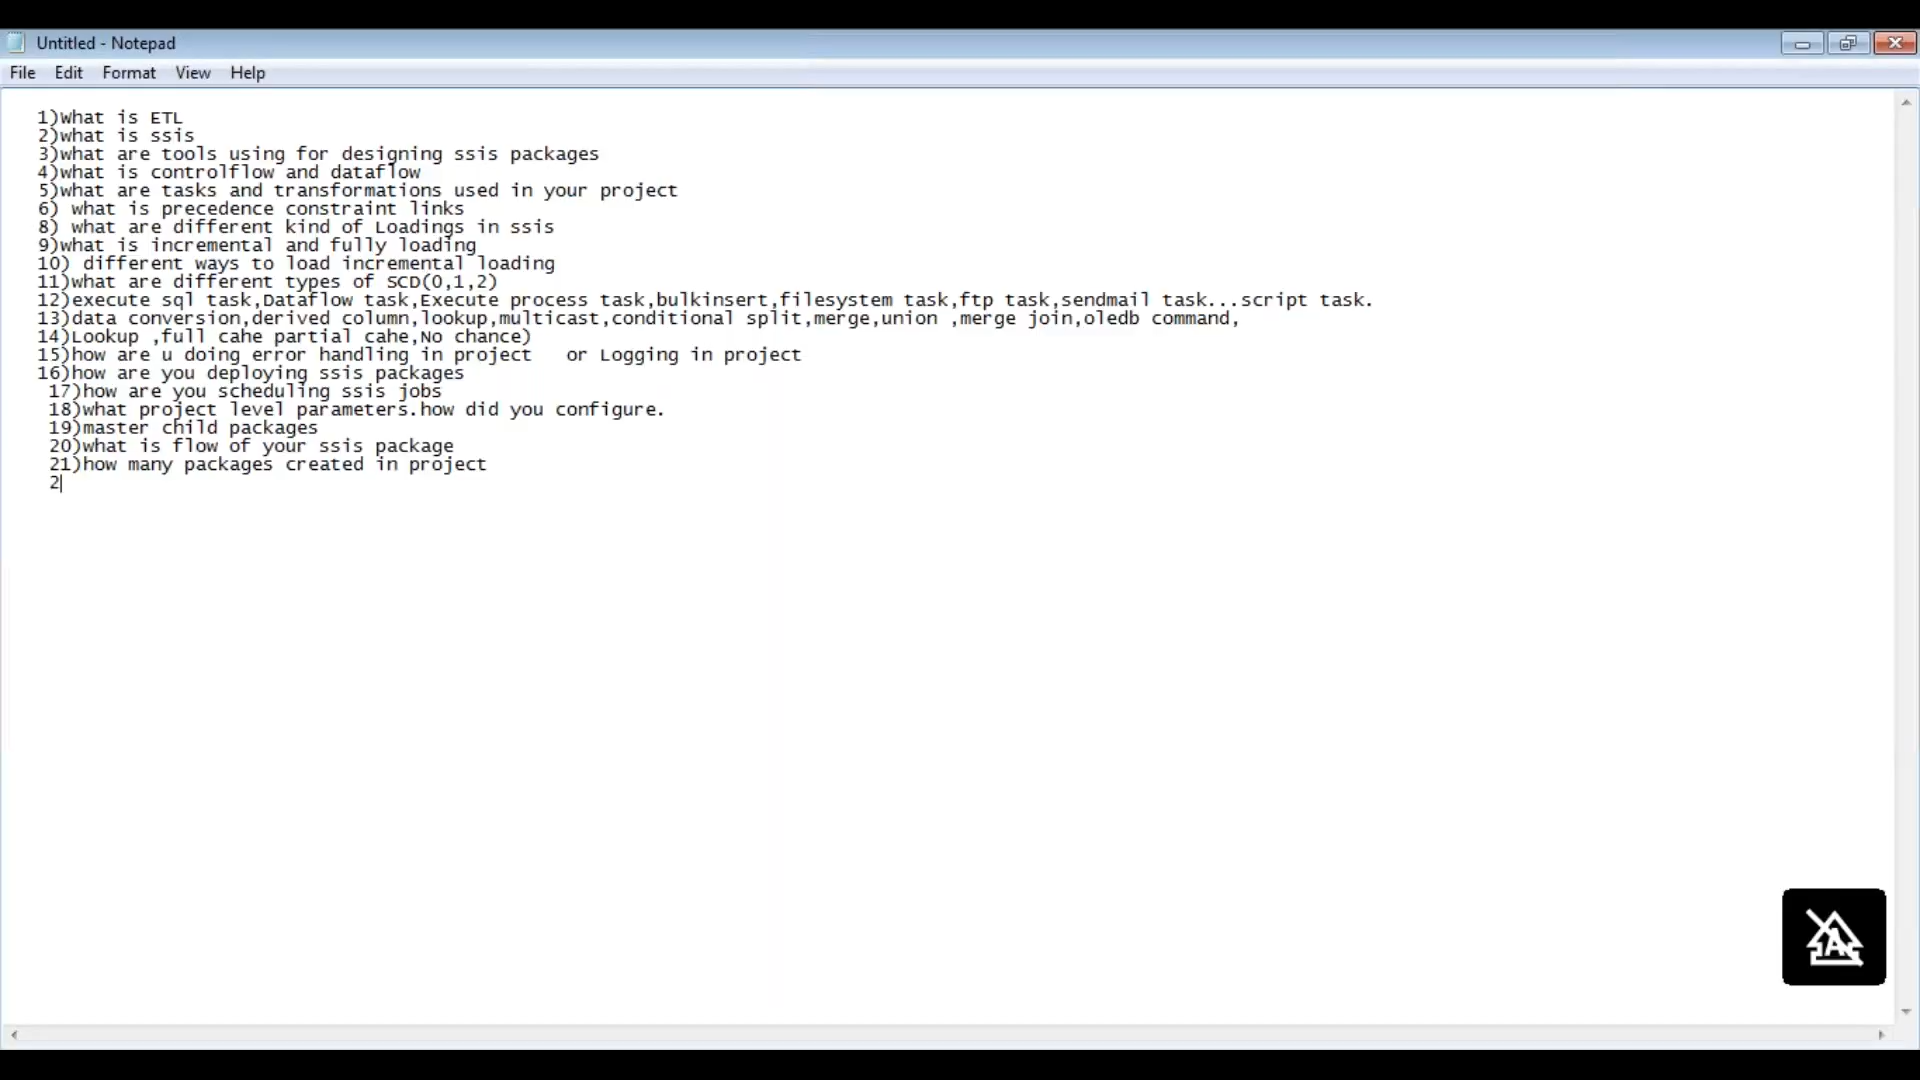 Untitled - Notepad
File Edit Format View Help
1)what is ETL
2)what is ssis
3)what are tools using for designing ssis packages
4)what is controlflow and dataflow
5)what are tasks and transformations used in your project
6) what is precedence constraint links
8) what are different kind of Loadings in ssis
9)what is incremental and fully loading
10) different ways to load incremental loading
11)what are different types of SCD(0,1,2)
12)execute sql task,Dataflow task,Execute process task,bulkinsert,filesystem task,ftp task,sendmail task...script task.
13)data conversion,derived column,lookup,multicast,conditional split,merge,union ,merge join,oledb command,
14)Lookup ,full cahe partial cahe,No chance)
15)how are u doing error handling in project   or Logging in project
16)how are you deploying ssis packages
17)how are you scheduling ssis jobs
18)what project level parameters.how did you configure.
19)master child packages
20)what is flow of your ssis package
21)how many packages created in project
2
A